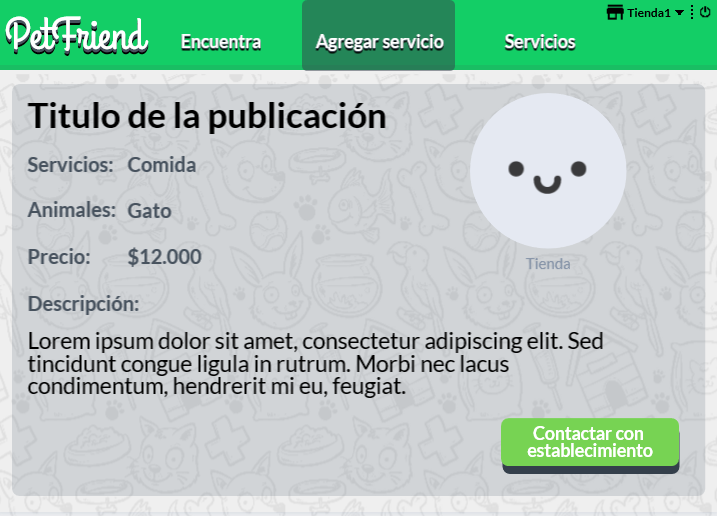 PetFriend
Encuentra
Agregar servicio
Servicios
Tienda1
Titulo de la publicación
Servicios: Comida
Animales: Gato
Precio: $12.000
Tienda
Descripción:
Lorem ipsum dolor sit amet, consectetur adipiscing elit. Sed
tincidunt congue ligula in rutrum. Morbi nec lacus
condimentum, hendrerit mi eu, feugiat.
Contactar con
establecimiento